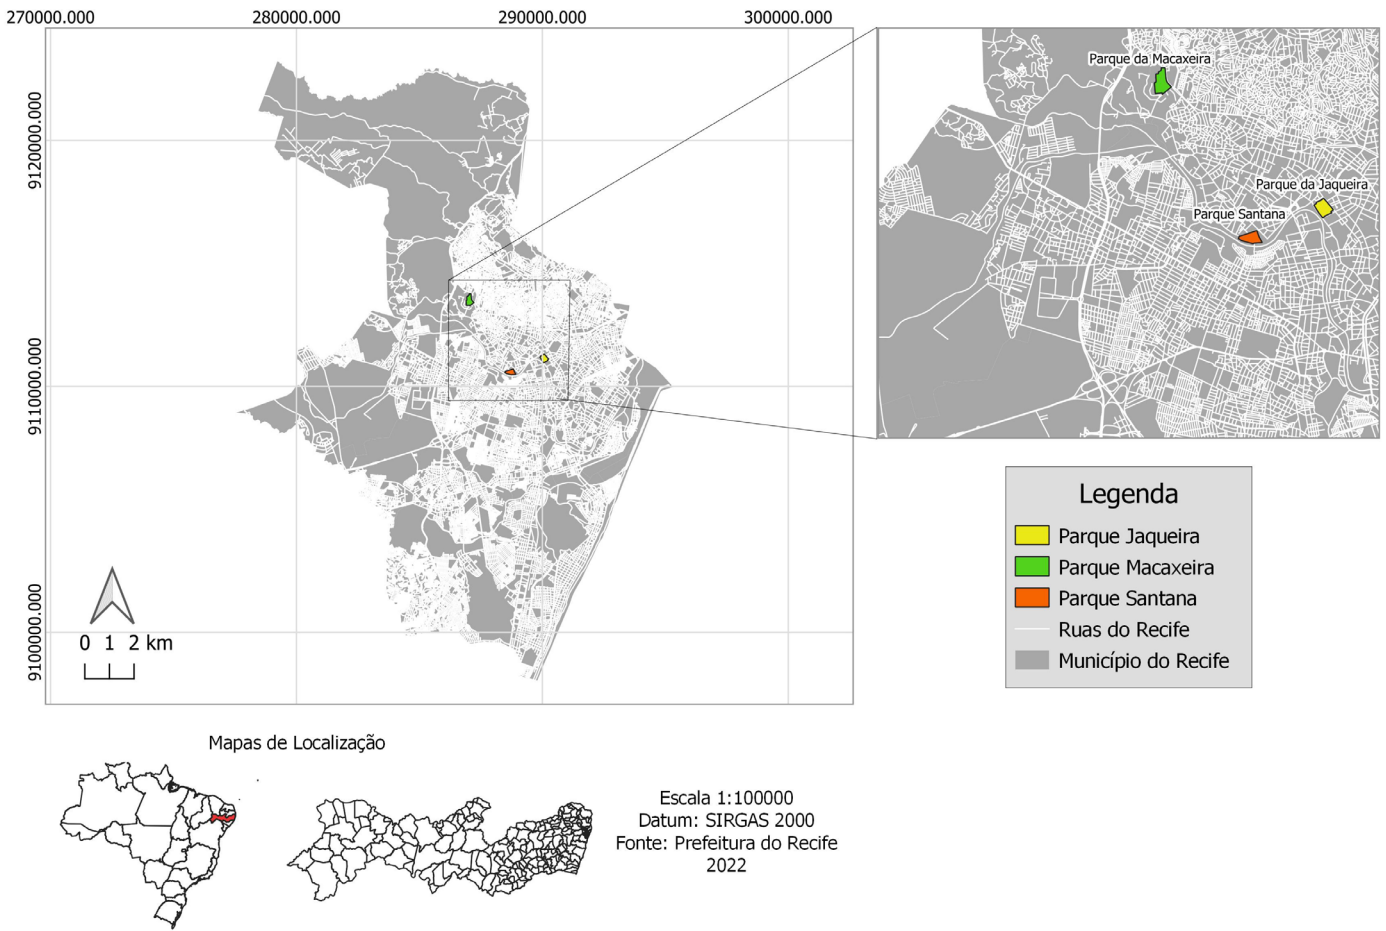 270000.000
280000.000
290000.000
300000.000
9120000.000
9110000.000
9100000.000
0 1 2 km
Parque da Macaxeira
Parque da Jaqueira
Parque Santana
Legenda
Parque Jaqueira
Parque Macaxeira
Parque Santana
Ruas do Recife
Município do Recife
Mapas de Localização
Escala 1:100000
Datum: SIRGAS 2000
Fonte: Prefeitura do Recife
2022